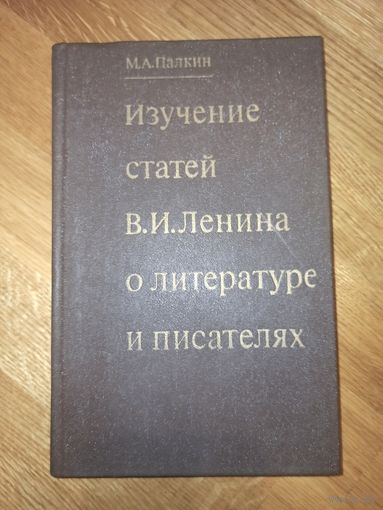 М.А.Палкин
Изучение
статей
В.И.Ленина
о литературе
и писателях